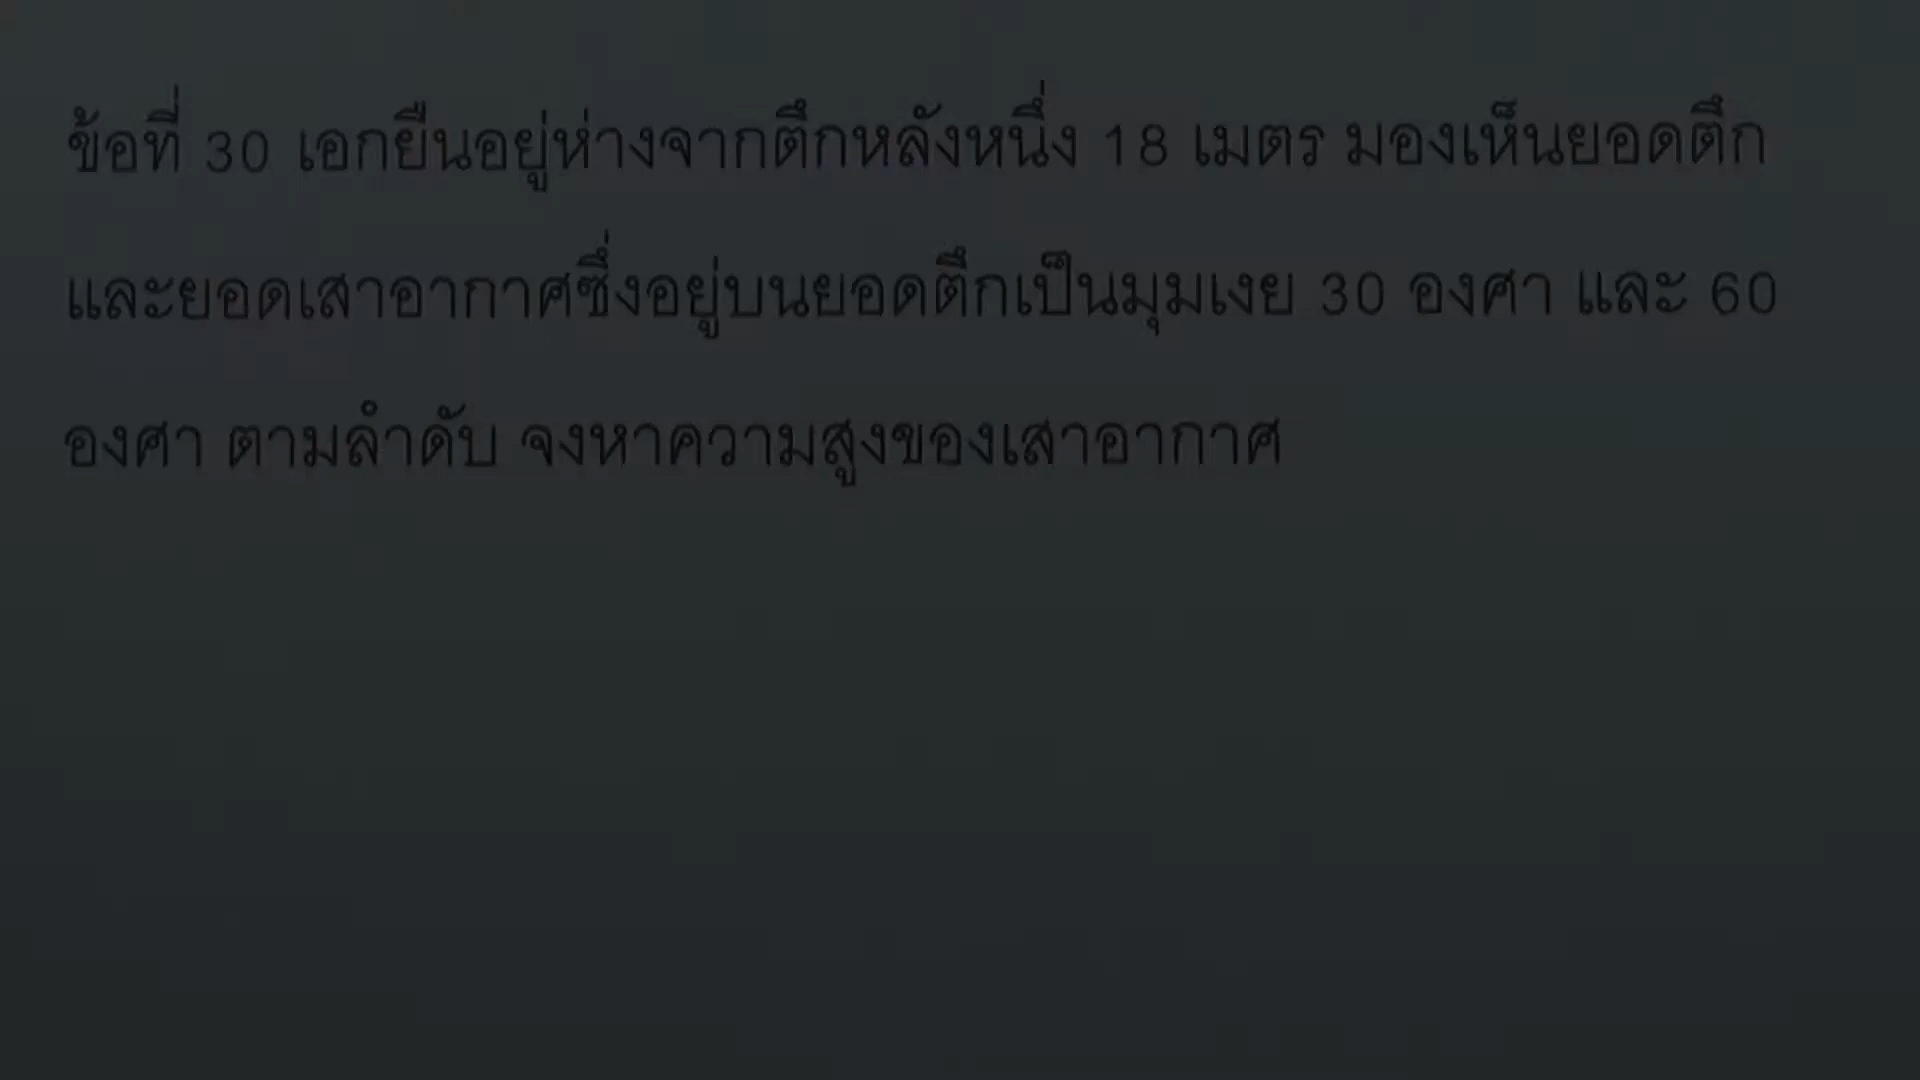 ข้อที่ 30 เอกยืนอยู่ห่างจากตึกหลังหนึ่ง 18 เมตร มองเห็นยอดตึก
และยอดเสาอากาศซึ่งอยู่บนยอดตึกเป็นมุมเงย 30 องศา และ 60
องศา ตามลำดับ จงหาความสูงของเสาอากาศ